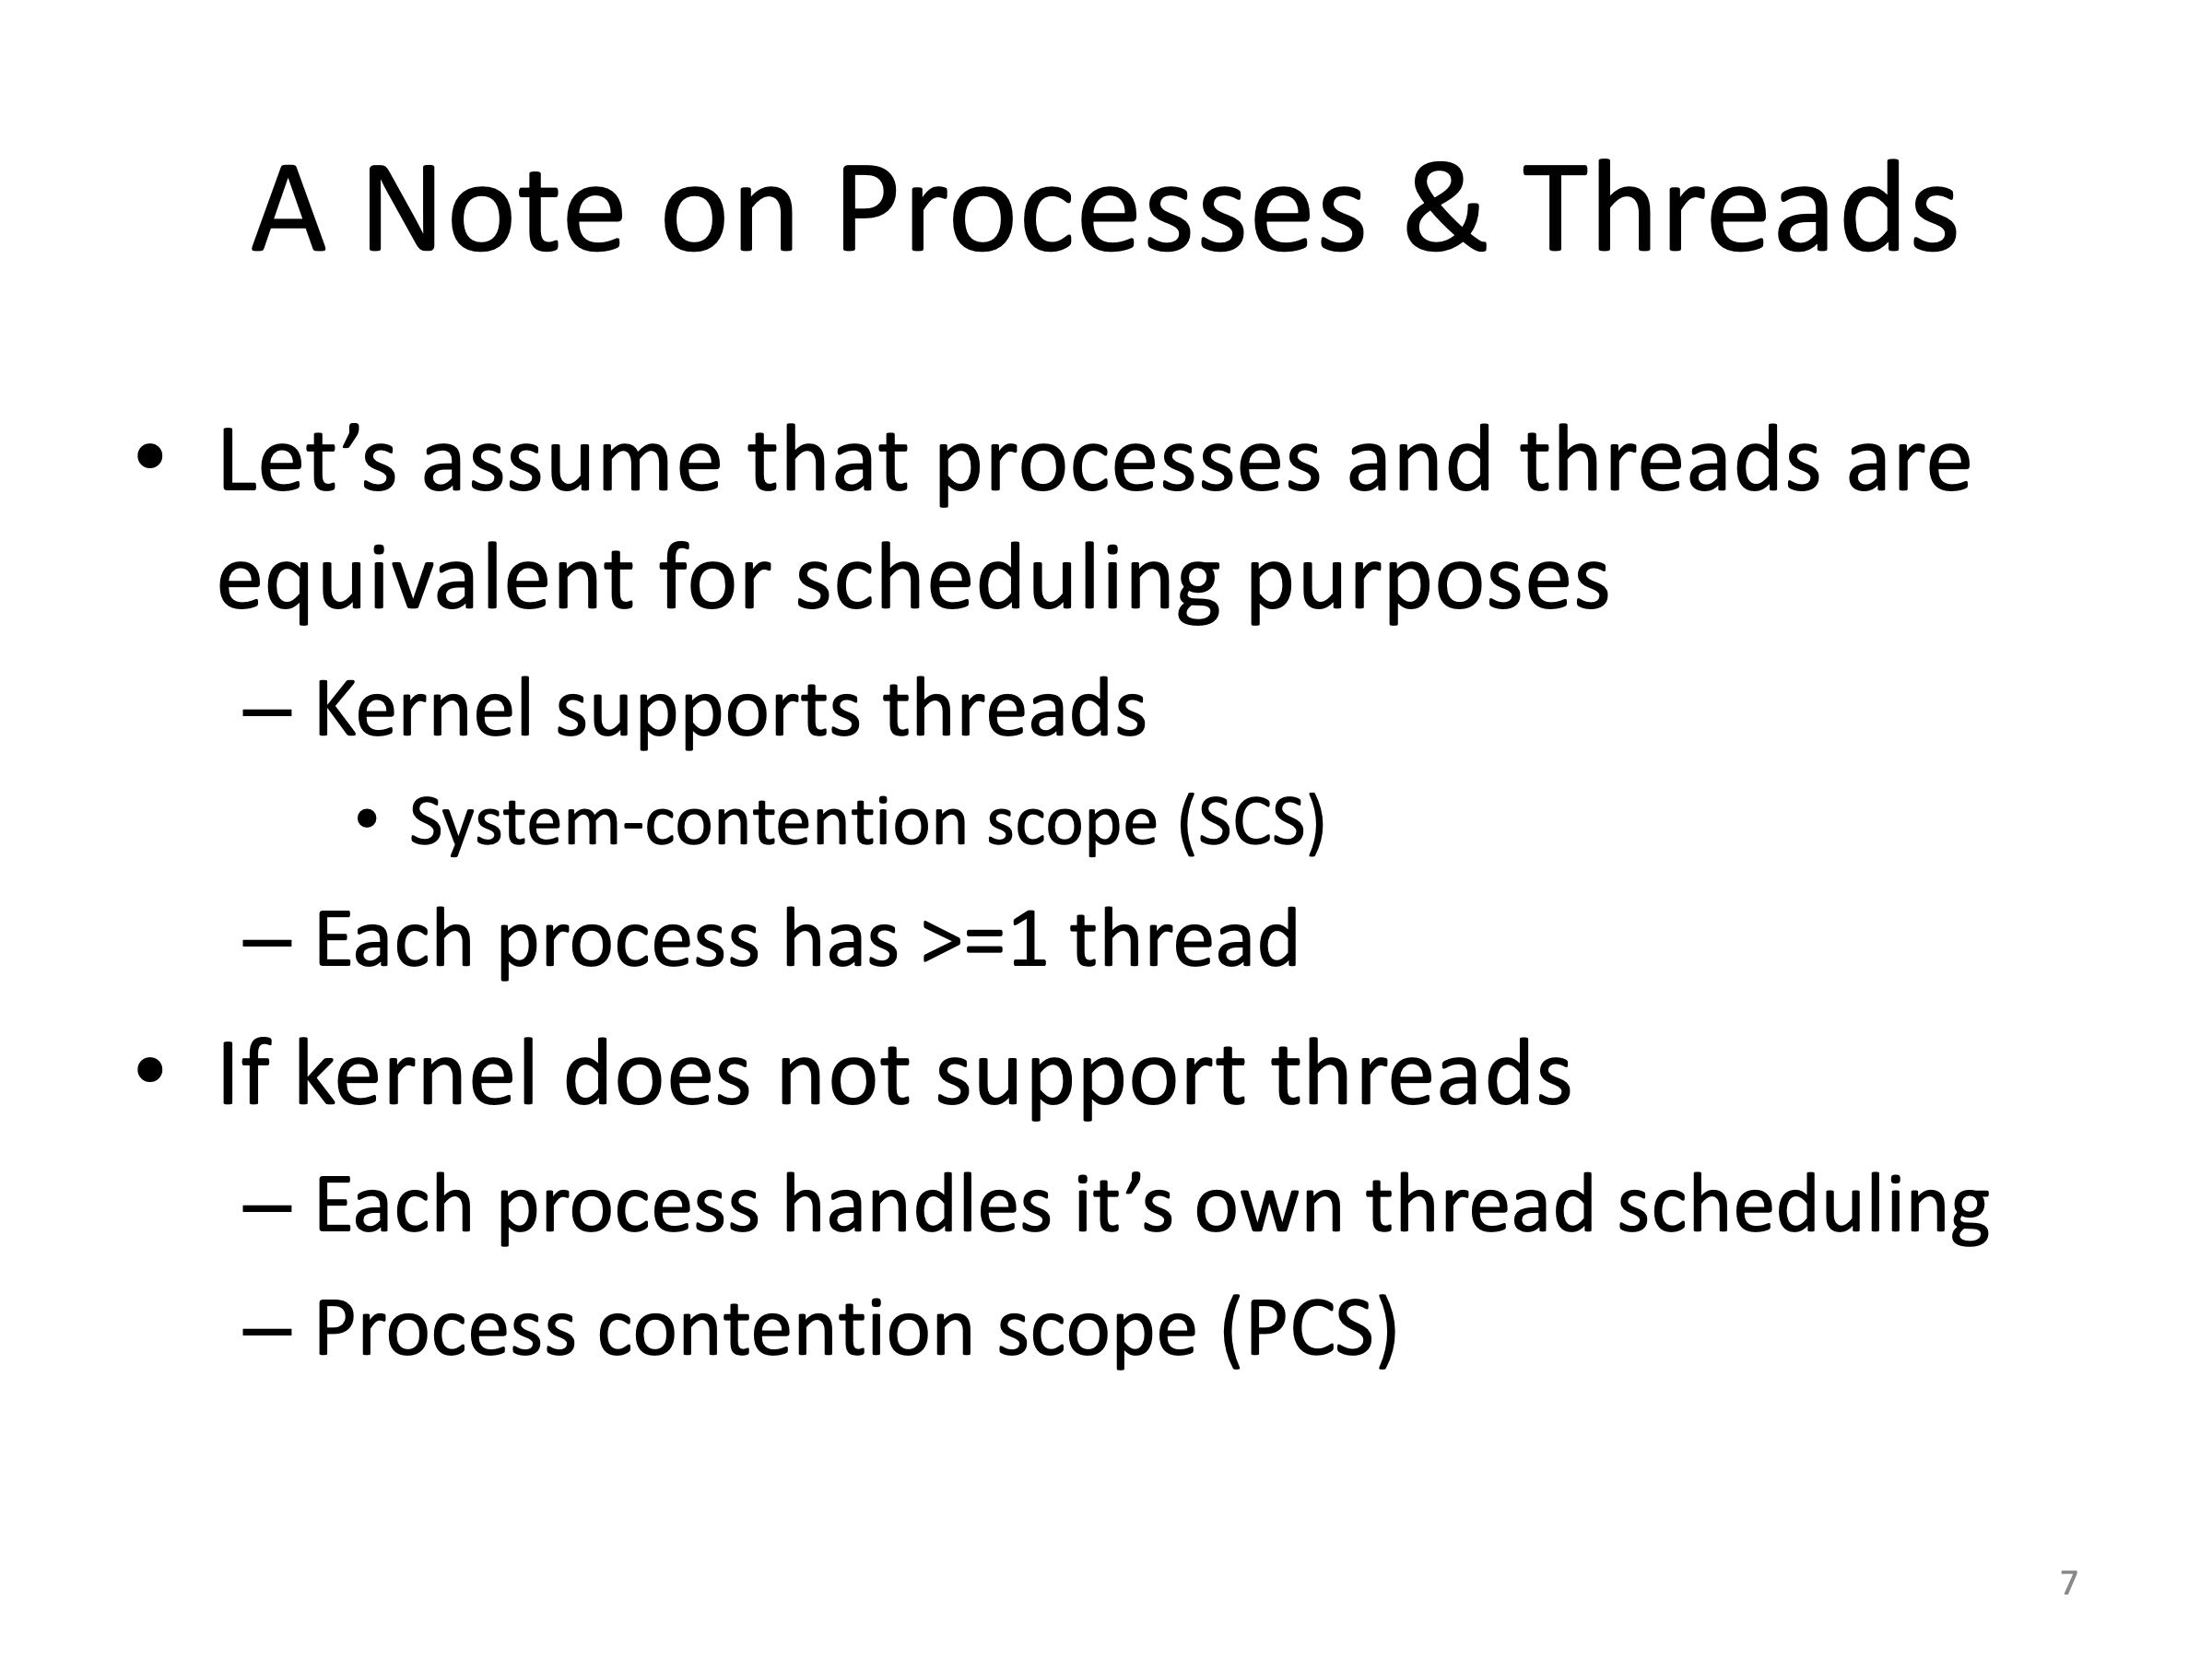 A Note on Processes & Threads
• Let’s assume that processes and threads are
equivalent for scheduling purposes
– Kernel supports threads
• System-contention scope (SCS)
– Each process has >=1 thread
• If kernel does not support threads
– Each process handles it’s own thread scheduling
– Process contention scope (PCS)
7